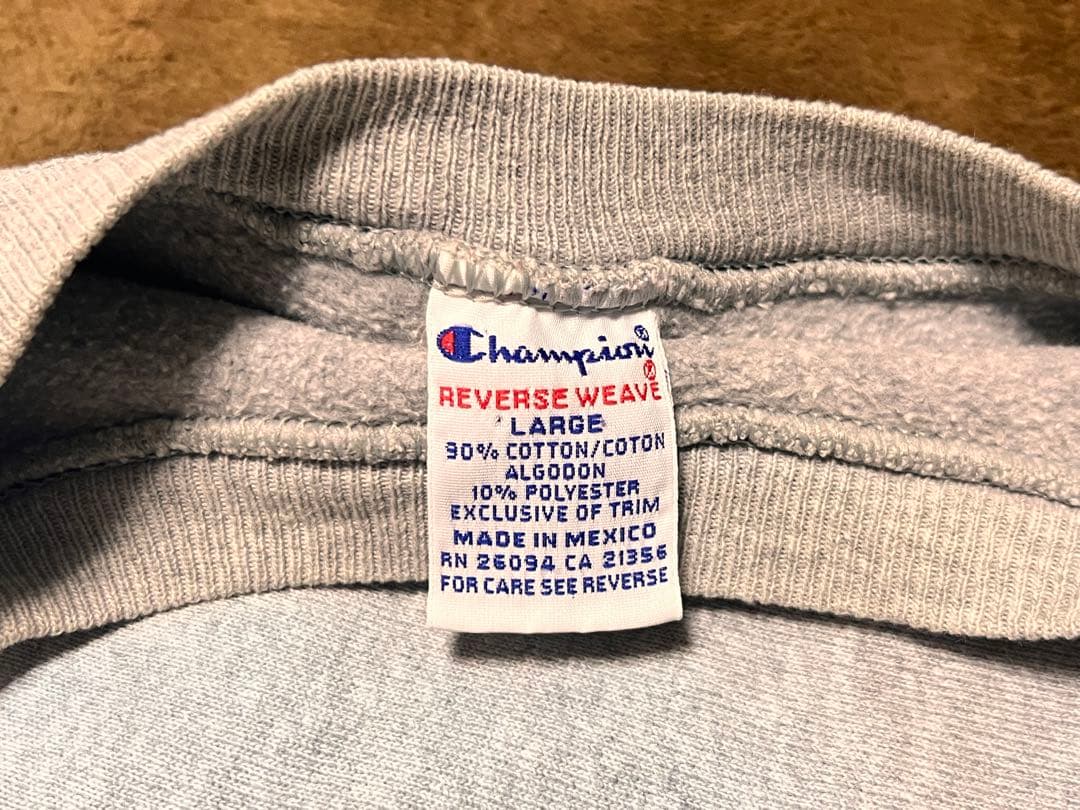 Champion®
REVERSE WEAVE®
LARGE
90% COTTON/COTON
ALGODON
10% POLYESTER
EXCLUSIVE OF TRIM
MADE IN MEXICO
RN 26094 CA 21356
FOR CARE SEE REVERSE